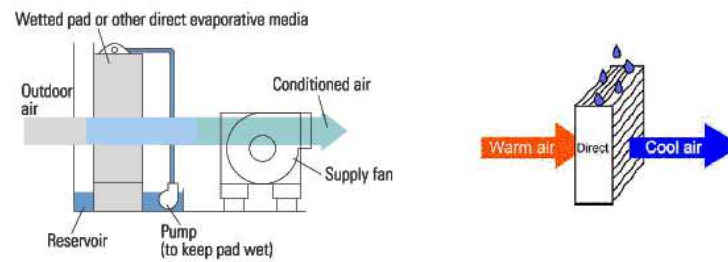 Wetted pad or other direct evaporative media
Outdoor
air
Conditioned air
Supply fan
Reservoir
Pump
(to keep pad wet)
Warm air
Direct
Cool air